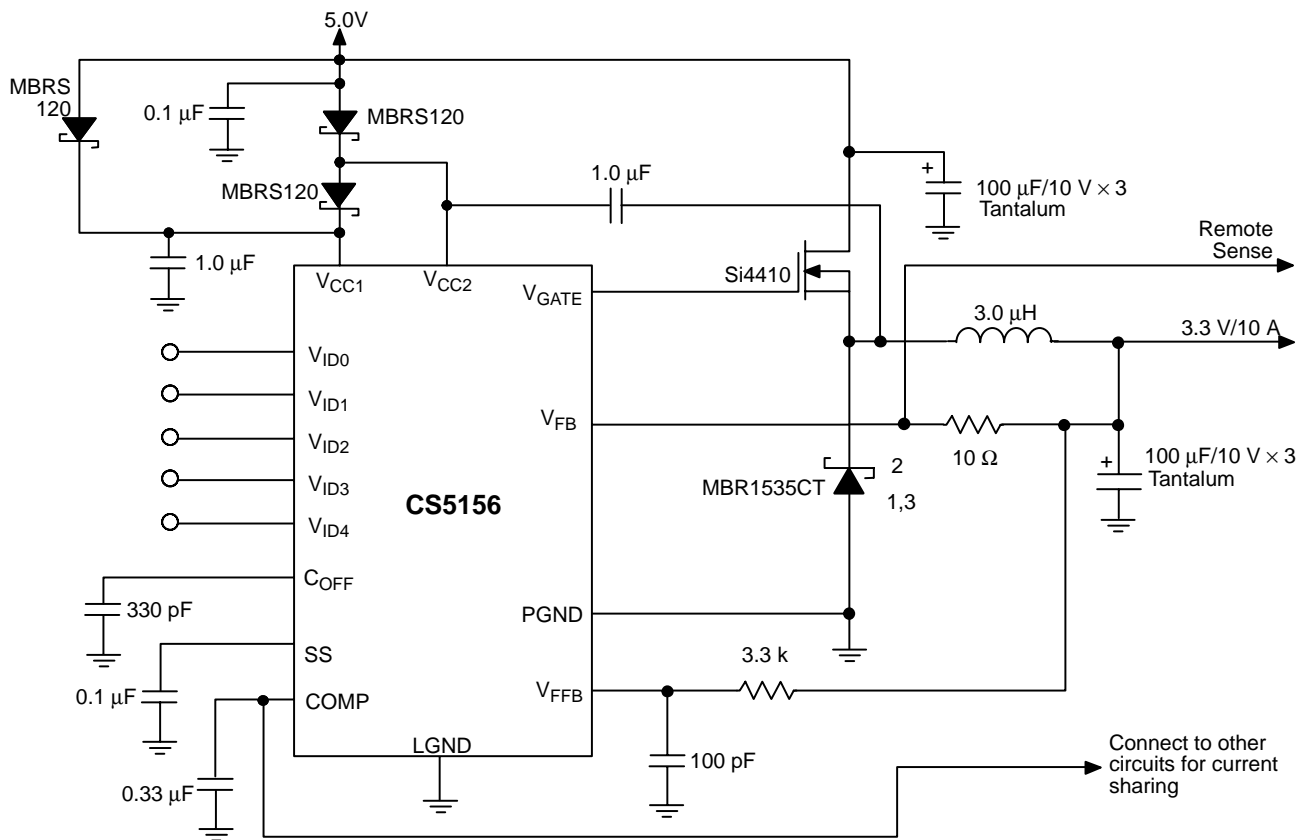 5.0V
MBRS
120
0.1 μF
MBRS120
MBRS120
1.0 μF
1.0 μF
+
100 μF/10 V × 3
Tantalum
Remote
Sense
VCC1
VCC2
VGATE
Si4410
3.0 μH
3.3 V/10 A
VID0
VID1
VID2
VID3
VID4
VFB
10 Ω
+
100 μF/10 V × 3
Tantalum
MBR1535CT
2
1,3
CS5156
COFF
330 pF
PGND
SS
0.1 μF
3.3 k
COMP
VFFB
LGND
100 pF
0.33 μF
Connect to other
circuits for current
sharing